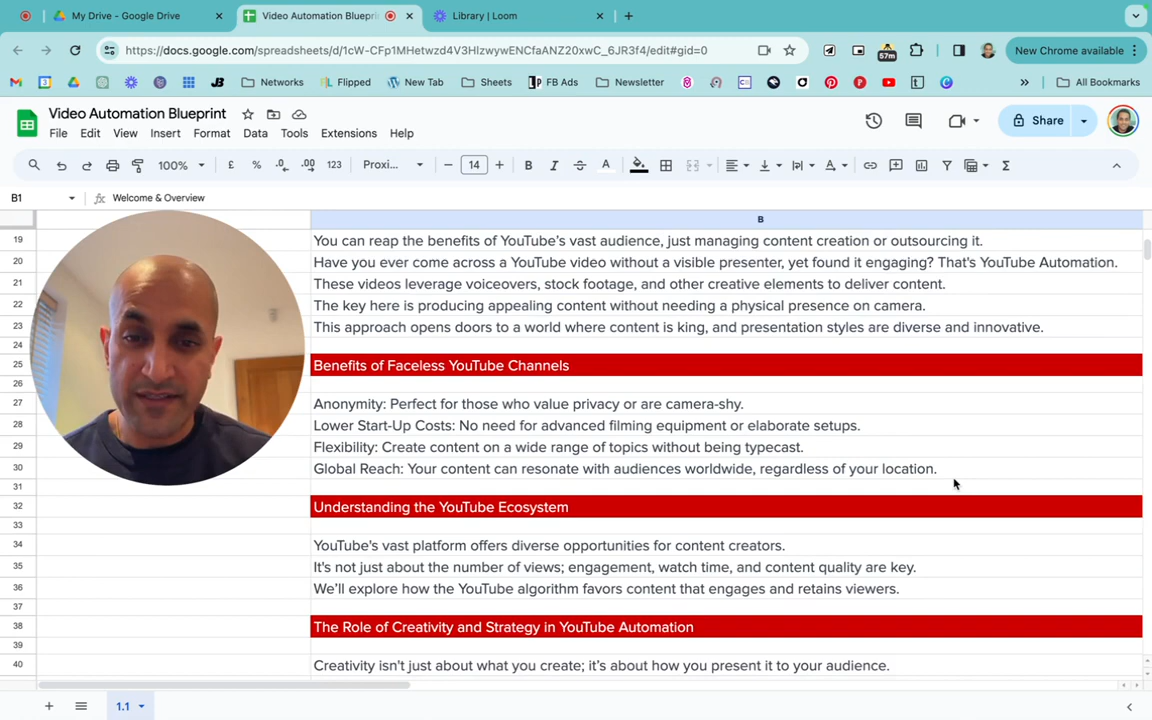 My Drive - Google Drive
Video Automation Blueprin
Library | Loom
https://docs.google.com/spreadsheets/d/1cW-CFp1MHetwzd4V3HIzwywENCfaANZ20xwC_6JR3f4/edit#gid=0
57m
New Chrome available
Networks
Flipped
New Tab
Sheets
FB Ads
Newsletter
All Bookmarks
Video Automation Blueprint
File Edit View Insert Format Data Tools Extensions Help
Share
100% £ % .0 .00 123 Proxi... 14 B I S A
B1
fx Welcome & Overview
B
19 You can reap the benefits of YouTube's vast audience, just managing content creation or outsourcing it.
20 Have you ever come across a YouTube video without a visible presenter, yet found it engaging? That's YouTube Automation.
21 These videos leverage voiceovers, stock footage, and other creative elements to deliver content.
22 The key here is producing appealing content without needing a physical presence on camera.
23 This approach opens doors to a world where content is king, and presentation styles are diverse and innovative.
24
25 Benefits of Faceless YouTube Channels
26
27 Anonymity: Perfect for those who value privacy or are camera-shy.
28 Lower Start-Up Costs: No need for advanced filming equipment or elaborate setups.
29 Flexibility: Create content on a wide range of topics without being typecast.
30 Global Reach: Your content can resonate with audiences worldwide, regardless of your location.
31
32 Understanding the YouTube Ecosystem
33
34 YouTube's vast platform offers diverse opportunities for content creators.
35 It's not just about the number of views; engagement, watch time, and content quality are key.
36 We'll explore how the YouTube algorithm favors content that engages and retains viewers.
37
38 The Role of Creativity and Strategy in YouTube Automation
39
40 Creativity isn't just about what you create; it's about how you present it to your audience.
1.1